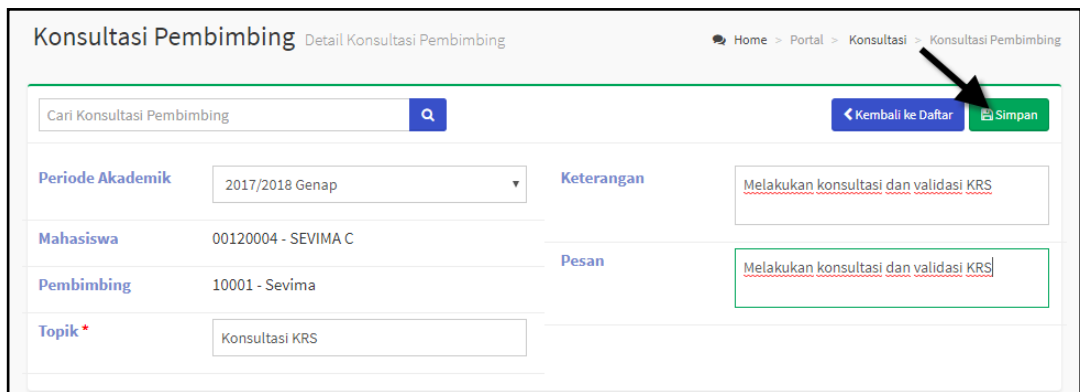 Konsultasi Pembimbing Detail Konsultasi Pembimbing
Home > Portal > Konsultasi > Konsultasi Pembimbing
Cari Konsultasi Pembimbing
Kembali ke Daftar
Simpan
Periode Akademik
2017/2018 Genap
Mahasiswa
00120004 - SEVIMA C
Pembimbing
10001 - Sevima
Topik *
Konsultasi KRS
Keterangan
Melakukan konsultasi dan validasi KRS
Pesan
Melakukan konsultasi dan validasi KRS